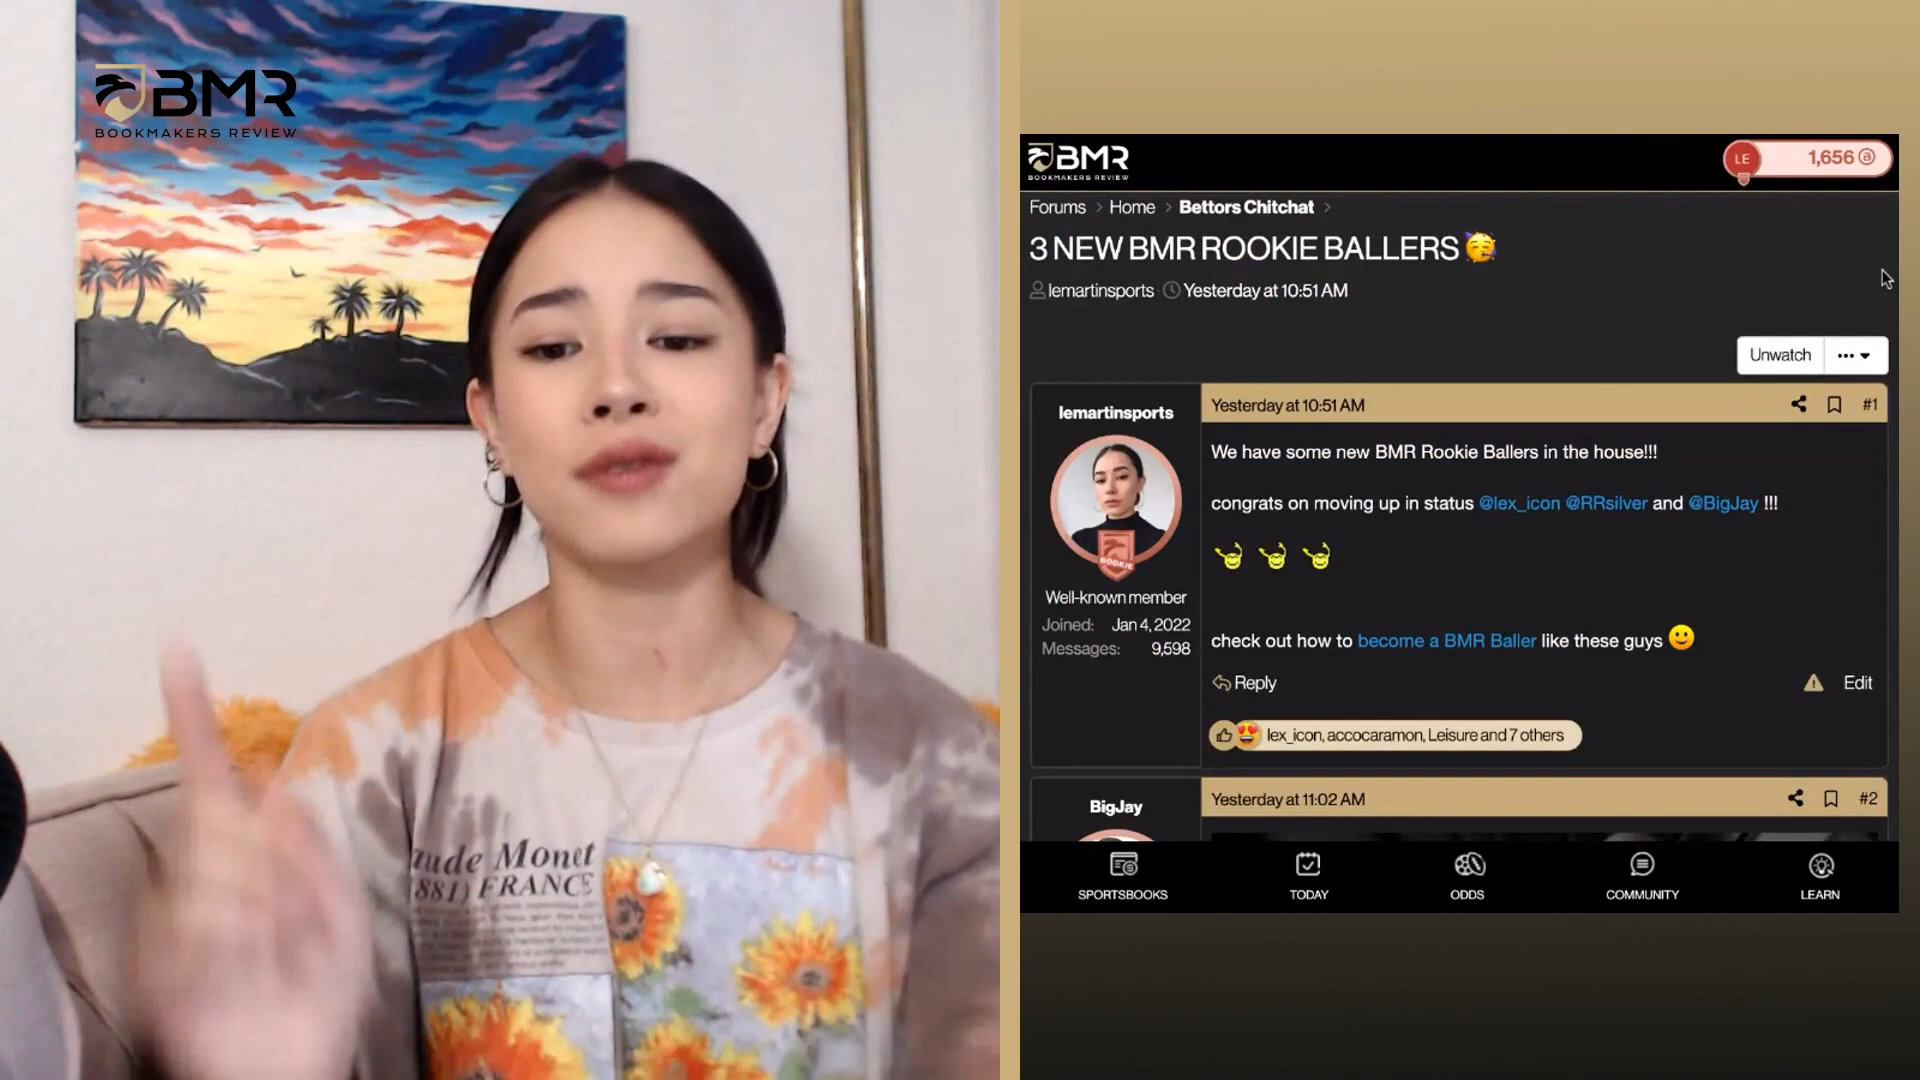 BMR
BOOKMAKERS REVIEW
aude Monet
881) FRANCE
BMR
BOOKMAKERS REVIEW
LE
1,656
Forums > Home > Bettors Chitchat >
3 NEW BMR ROOKIE BALLERS
lemartinsports Yesterday at 10:51 AM
Unwatch
lemartinsports
ROOKIE
Well-known member
Joined: Jan 4, 2022
Messages: 9,598
Yesterday at 10:51 AM #1
We have some new BMR Rookie Ballers in the house!!!
congrats on moving up in status @lex_icon @RRsilver and @BigJay !!!
check out how to become a BMR Baller like these guys
Reply Edit
lex_icon, accocaramon, Leisure and 7 others
BigJay
Yesterday at 11:02 AM #2
SPORTSBOOKS
TODAY
ODDS
COMMUNITY
LEARN